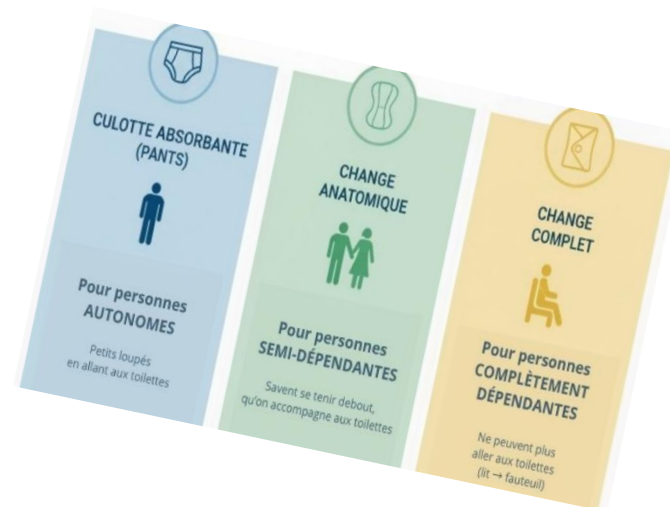 CULOTTE ABSORBANTE
(PANTS)
Pour personnes
AUTONOMES
Petits loupés
en allant aux toilettes
CHANGE
ANATOMIQUE
Pour personnes
SEMI-DÉPENDANTES
Savent se tenir debout,
qu'on accompagne aux toilettes
CHANGE
COMPLET
Pour personnes
COMPLÈTEMENT
DÉPENDANTES
Ne peuvent plus
aller aux toilettes
(lit → fauteuil)